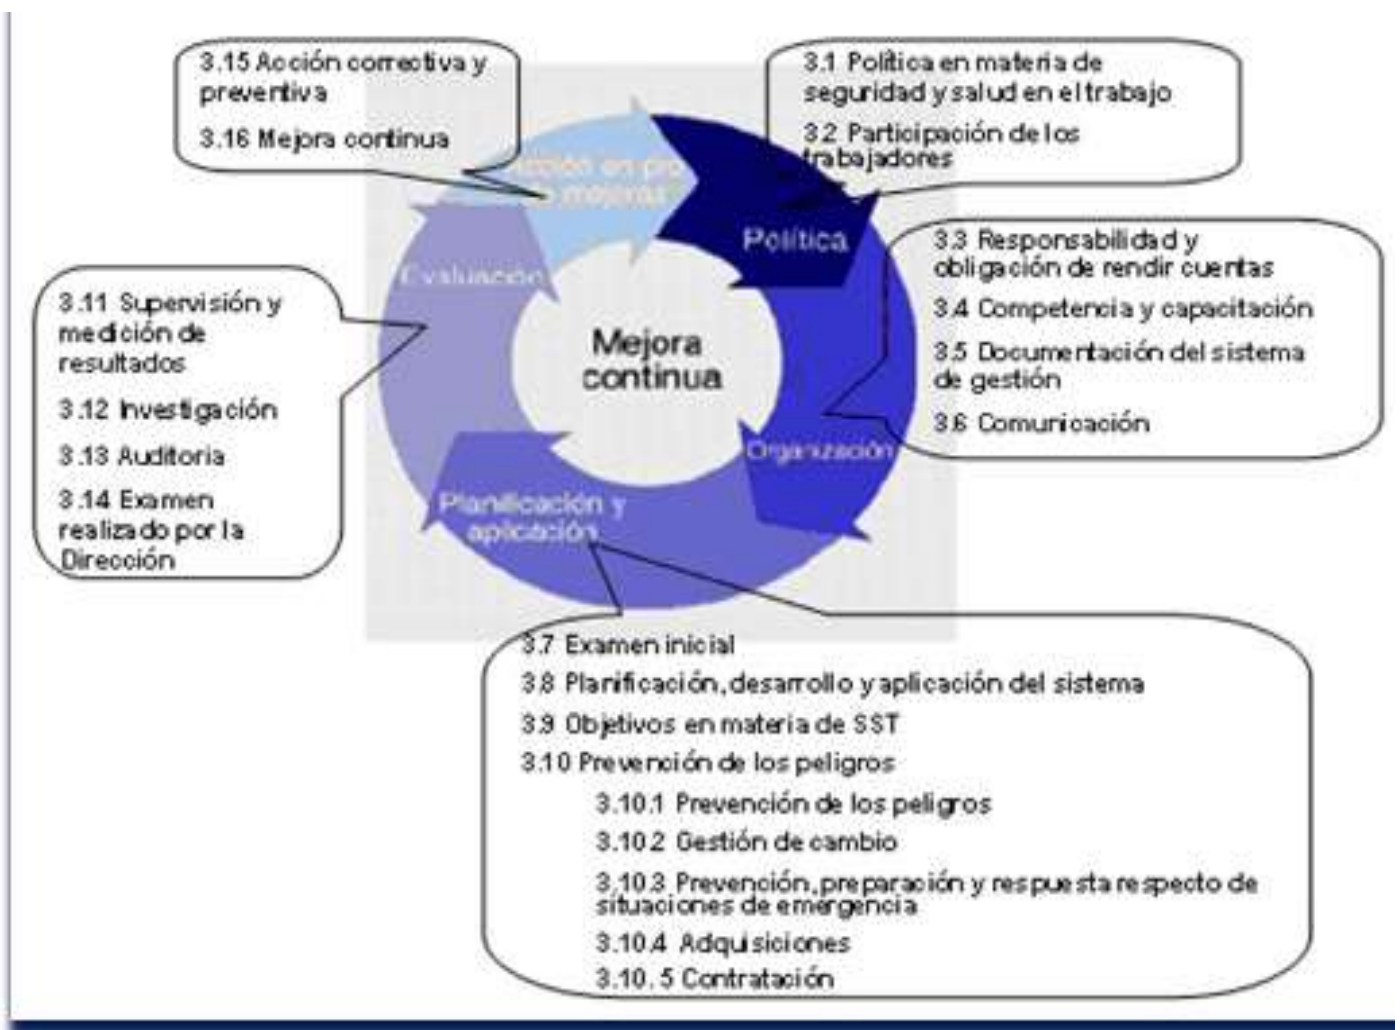 3.15 Acción correctiva y
preventiva
3.16 Mejora continua
3.1 Política en materia de
seguridad y salud en el trabajo
3.2 Participación de los
trabajadores
Acción en pro
mejoras
Política
3.3 Responsabilidad y
obligación de rendir cuentas
3.4 Competencia y capacitación
3.5 Documentación del sistema
de gestión
3.6 Comunicación
Evaluación
3.11 Supervisión y
medición de
resultados
3.12 Investigación
3.13 Auditoria
3.14 Examen
realizado por la
Dirección
Mejora
continua
Organización
Planificación y
aplicación
3.7 Examen inicial
3.8 Planificación, desarrollo y aplicación del sistema
3.9 Objetivos en materia de SST
3.10 Prevención de los peligros
3.10.1 Prevención de los peligros
3.10.2 Gestión de cambio
3.10.3 Prevención, preparación y respuesta respecto de
situaciones de emergencia
3.10.4 Adquisiciones
3.10.5 Contratación